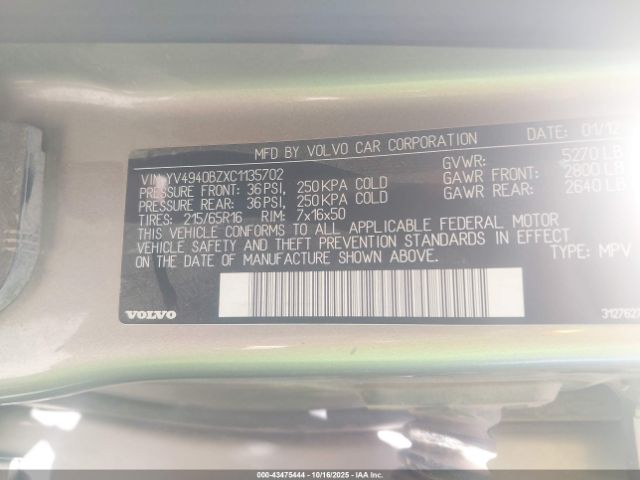 MFD BY VOLVO CAR CORPORATION DATE: 01/12
VIN: YV4940BZXC1135702 GVWR: 5270 LB
PRESSURE FRONT: 36 PSI, 250 KPA COLD GAWR FRONT: 2800 LB
PRESSURE REAR: 36 PSI, 250 KPA COLD GAWR REAR: 2640 LB
TIRES: 215/65R16 RIM: 7x16x50
THIS VEHICLE CONFORMS TO ALL APPLICABLE FEDERAL MOTOR
VEHICLE SAFETY AND THEFT PREVENTION STANDARDS IN EFFECT
ON THE DATE OF MANUFACTURE SHOWN ABOVE. TYPE: MPV
VOLVO 3127627
000-43475444 - 10/16/2025 - IAAI, Inc.